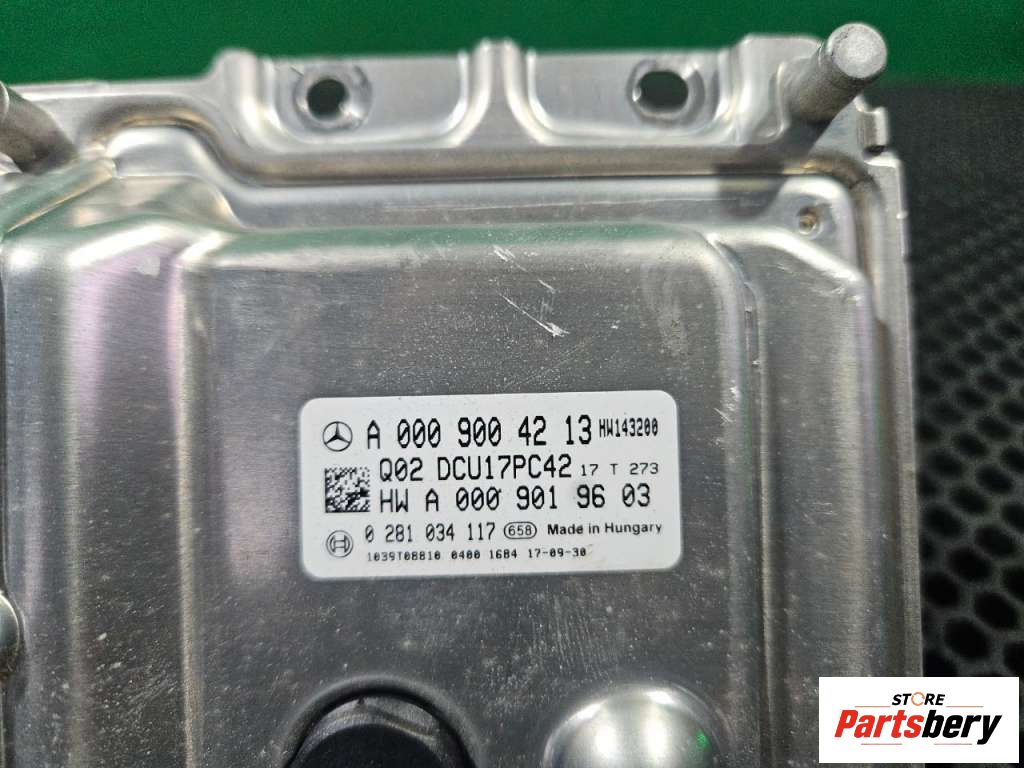 A 000 900 42 13 HW143200
Q02 DCU17PC42 17 T 273
HW A 000 901 96 03
0 281 034 117 658 Made in Hungary
1039T08810 0400 1684 17-09-30
STORE
Partsbery